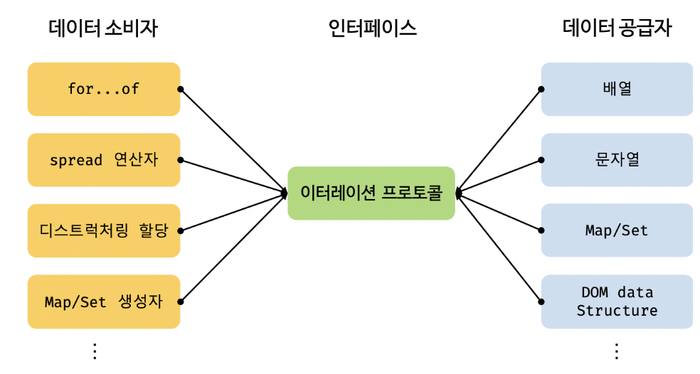 데이터 소비자
인터페이스
데이터 공급자
for...of
배열
spread 연산자
문자열
이터레이션 프로토콜
디스트럭처링 할당
Map/Set
Map/Set 생성자
DOM data
Structure
⋮
⋮